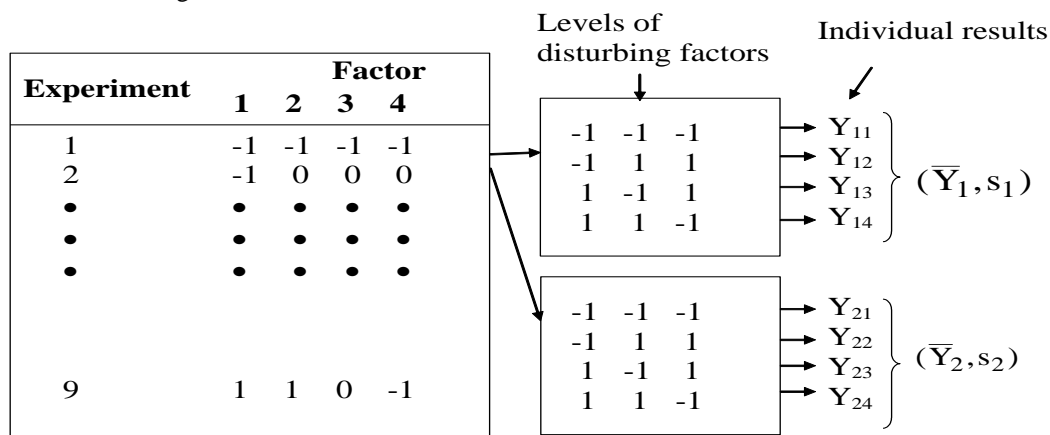 Levels of
disturbing factors
Individual results
Experiment
Factor
1 2 3 4
1 -1 -1 -1 -1
2 -1 0 0 0
• • • •
• • • •
• • • •
9 1 1 0 -1
-1 -1 -1
-1 1 1
1 -1 1
1 1 -1
Y₁₁
Y₁₂
Y₁₃
Y₁₄
(Y̅₁,s₁)
-1 -1 -1
-1 1 1
1 -1 1
1 1 -1
Y₂₁
Y₂₂
Y₂₃
Y₂₄
(Y̅₂,s₂)